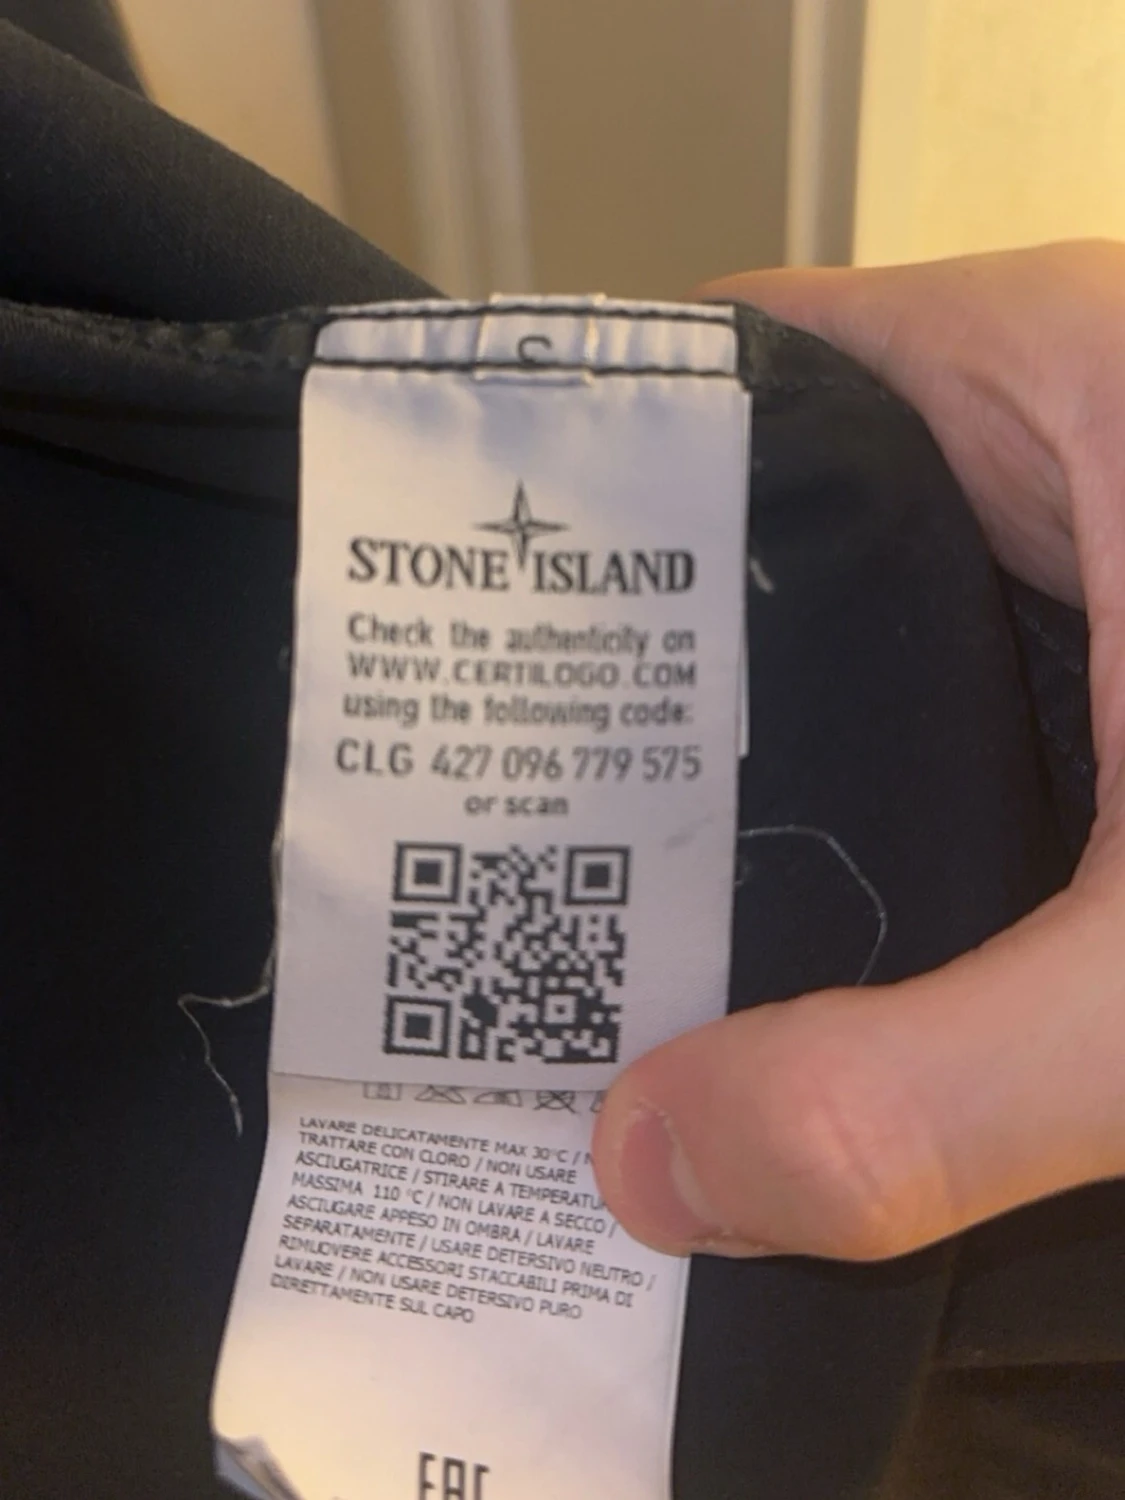 S
STONE ISLAND
Check the authenticity on
WWW.CERTILOGO.COM
using the following code:
CLG 427 096 779 575
or scan
LAVARE DELICATAMENTE MAX 30°C / N
TRATTARE CON CLORO / NON USARE
ASCIUGATRICE / STIRARE A TEMPERATU
MASSIMA 110 °C / NON LAVARE A SECCO /
ASCIUGARE APPESO IN OMBRA / LAVARE
SEPARATAMENTE / USARE DETERSIVO NEUTRO /
RIMUOVERE ACCESSORI STACCABILI PRIMA DI
LAVARE / NON USARE DETERSIVO PURO
DIRETTAMENTE SUL CAPO
EAC